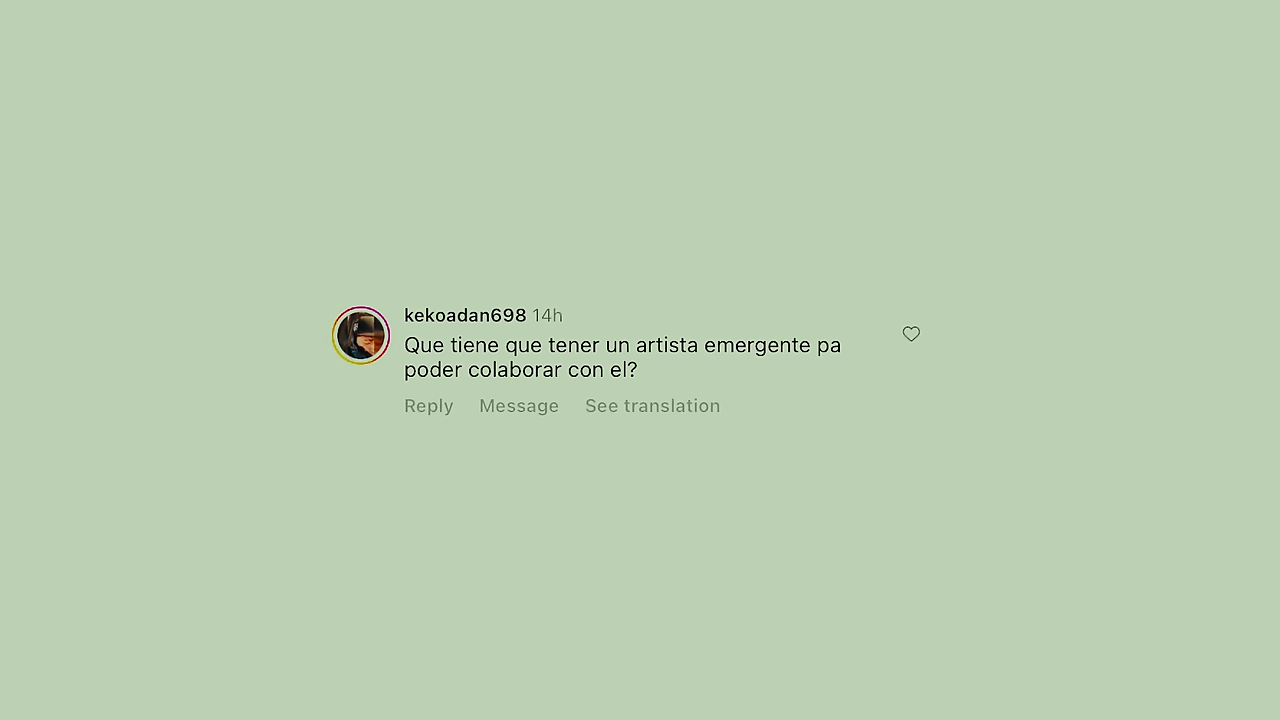 kekoadan698 14h
Que tiene que tener un artista emergente pa
poder colaborar con el?
Reply Message See translation